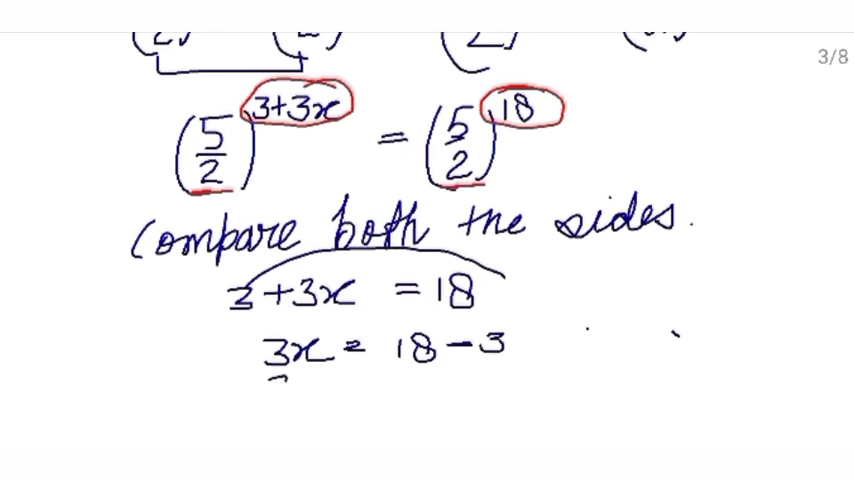 3/8
(5/2)^(3+3x) = (5/2)^18
Compare both the sides.
3+3x = 18
3x = 18-3